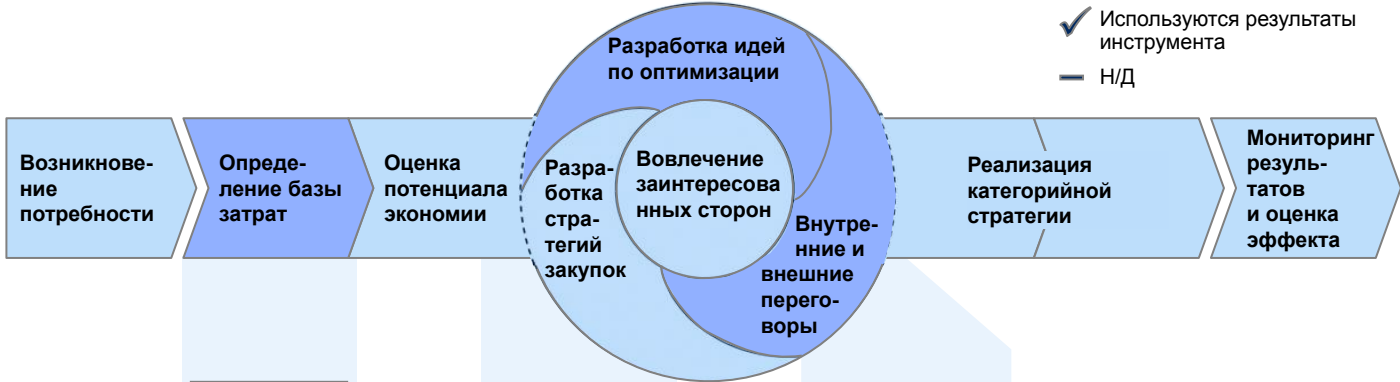 Используются результаты
инструмента
Н/Д
Возникнове-
ение
потребности
Опреде-
ление базы
затрат
Оценка
потенциала
экономии
Разработка идей
по оптимизации
Разра-
ботка
стра-
тегий
закупок
Вовлечение
заинтересова
нных сторон
Внутре-
нние и
внешние
перего-
воры
Реализация
категорийной
стратегии
Мониторинг
резуль-
татов
и оценка
эффекта